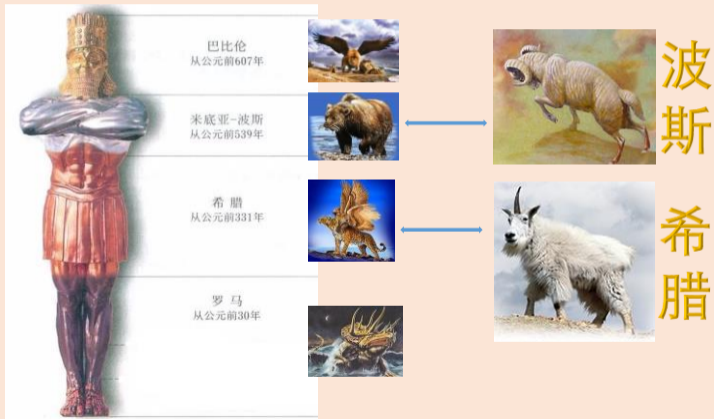 巴比伦
从公元前607年
米底亚-波斯
从公元前539年
希腊
从公元前331年
罗马
从公元前30年
波斯
希腊